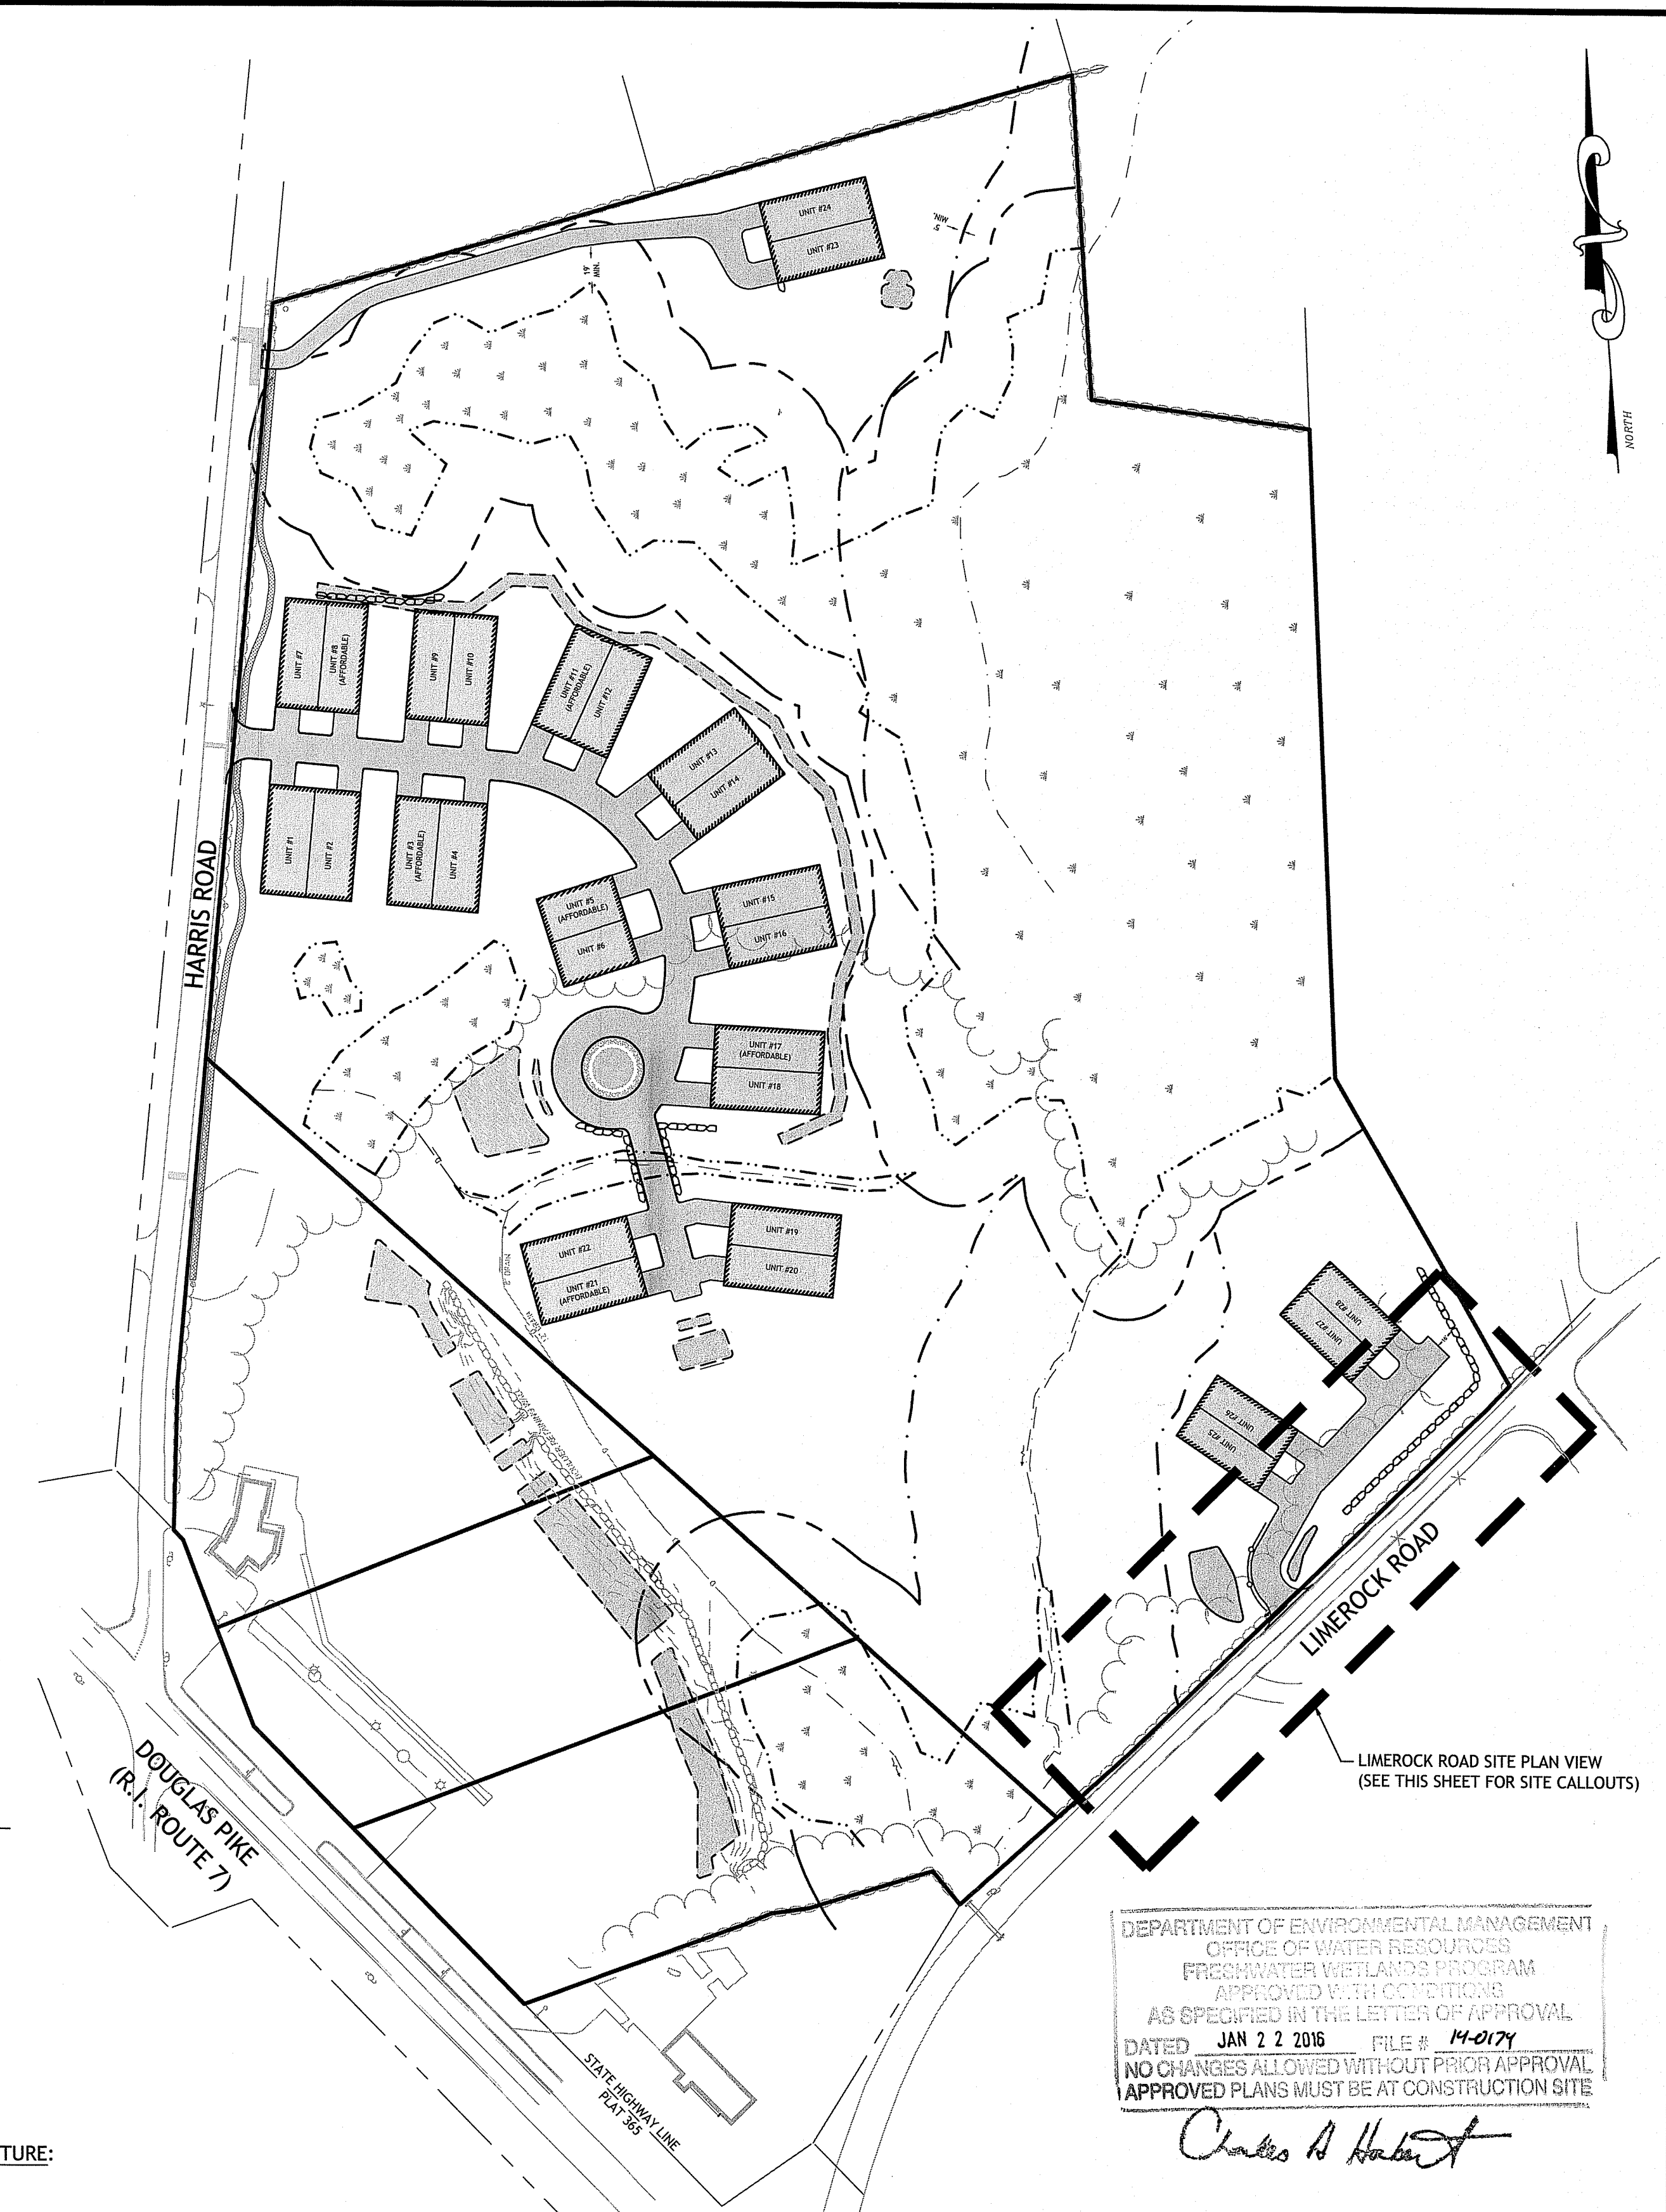 NORTH
UNIT #24
UNIT #23
5'
MIN.
19'
MIN.
UNIT #7
UNIT #8
(AFFORDABLE)
UNIT #9
UNIT #10
UNIT #11
(AFFORDABLE)
UNIT #12
UNIT #13
UNIT #14
UNIT #1
UNIT #2
UNIT #3
(AFFORDABLE)
UNIT #4
UNIT #5
(AFFORDABLE)
UNIT #6
UNIT #15
UNIT #16
HARRIS ROAD
UNIT #17
(AFFORDABLE)
UNIT #18
UNIT #19
UNIT #20
UNIT #22
UNIT #21
(AFFORDABLE)
UNIT #28
UNIT #27
UNIT #26
UNIT #25
LIMEROCK ROAD
LIMEROCK ROAD SITE PLAN VIEW
(SEE THIS SHEET FOR SITE CALLOUTS)
DOUGLAS PIKE
(R.I. ROUTE 7)
STATE HIGHWAY LINE
PLAT 365
DEPARTMENT OF ENVIRONMENTAL MANAGEMENT
OFFICE OF WATER RESOURCES
FRESHWATER WETLANDS PROGRAM
APPROVED WITH CONDITIONS
AS SPECIFIED IN THE LETTER OF APPROVAL
DATED JAN 2 2 2016 FILE # 14-0174
NO CHANGES ALLOWED WITHOUT PRIOR APPROVAL
APPROVED PLANS MUST BE AT CONSTRUCTION SITE
Charles A
TURE: